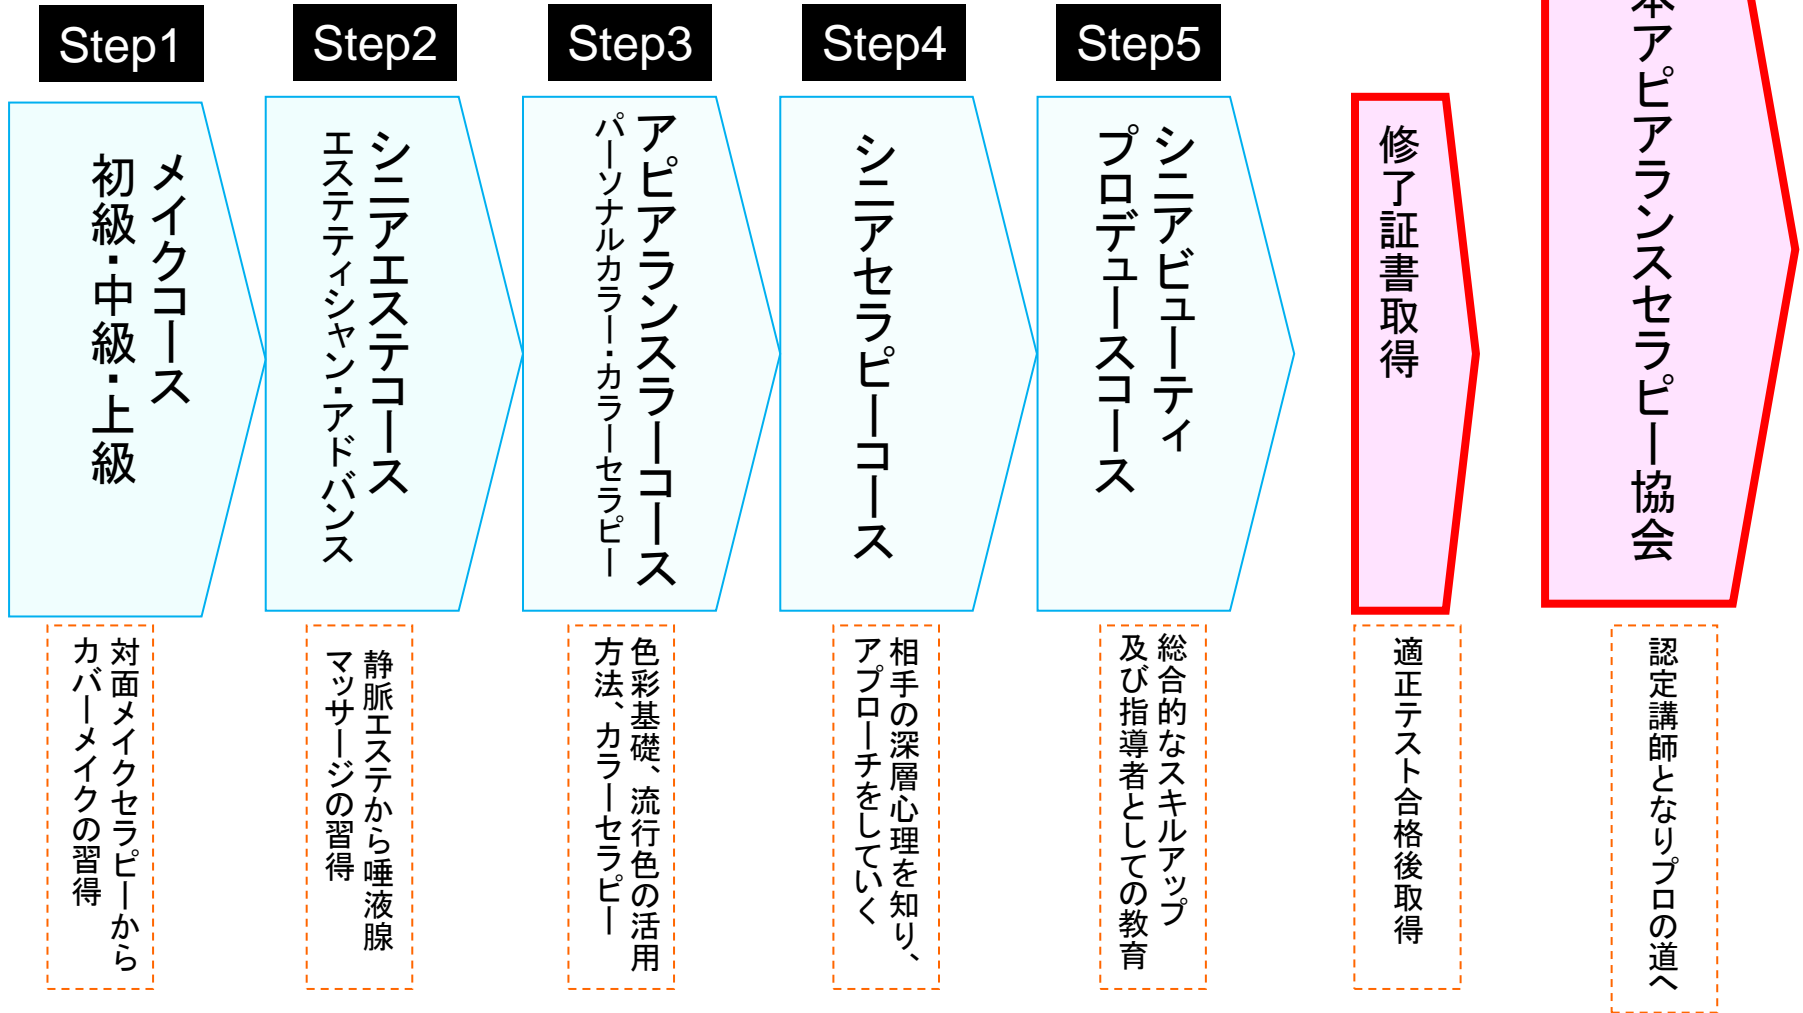 Step1
メイクコース
初級・中級・上級
対面メイクセラピーから
カバーメイクの習得
Step2
シニアエステコース
エステティシャン・アドバンス
静脈エステから唾液腺
マッサージの習得
Step3
アピアランスラーコース
パーソナルカラー・カラーセラピー
色彩基礎、流行色の活用
方法、カラーセラピー
Step4
シニアセラピーコース
相手の深層心理を知り、
アプローチをしていく
Step5
シニアビューティ
プロデュースコース
総合的なスキルアップ
及び指導者としての教育
修了証書取得
適正テスト合格後取得
本アピアランスセラピー協会
認定講師となりプロの道へ